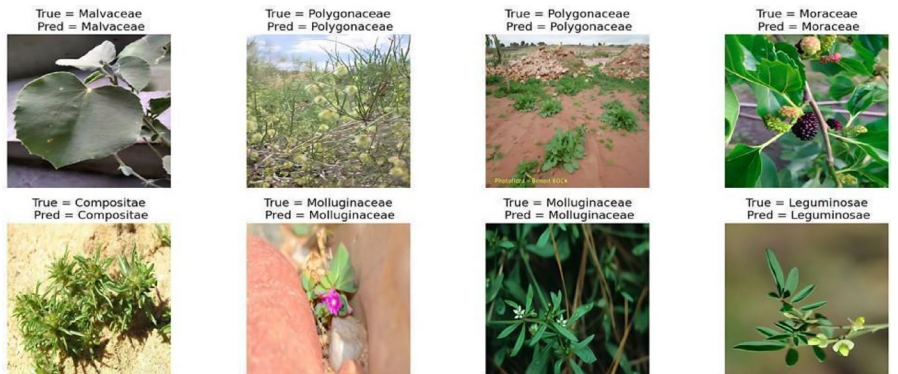 True = Malvaceae
Pred = Malvaceae
True = Polygonaceae
Pred = Polygonaceae
True = Polygonaceae
Pred = Polygonaceae
True = Moraceae
Pred = Moraceae
Photoflora - Benoit BOCK
True = Compositae
Pred = Compositae
True = Molluginaceae
Pred = Molluginaceae
True = Molluginaceae
Pred = Molluginaceae
True = Leguminosae
Pred = Leguminosae